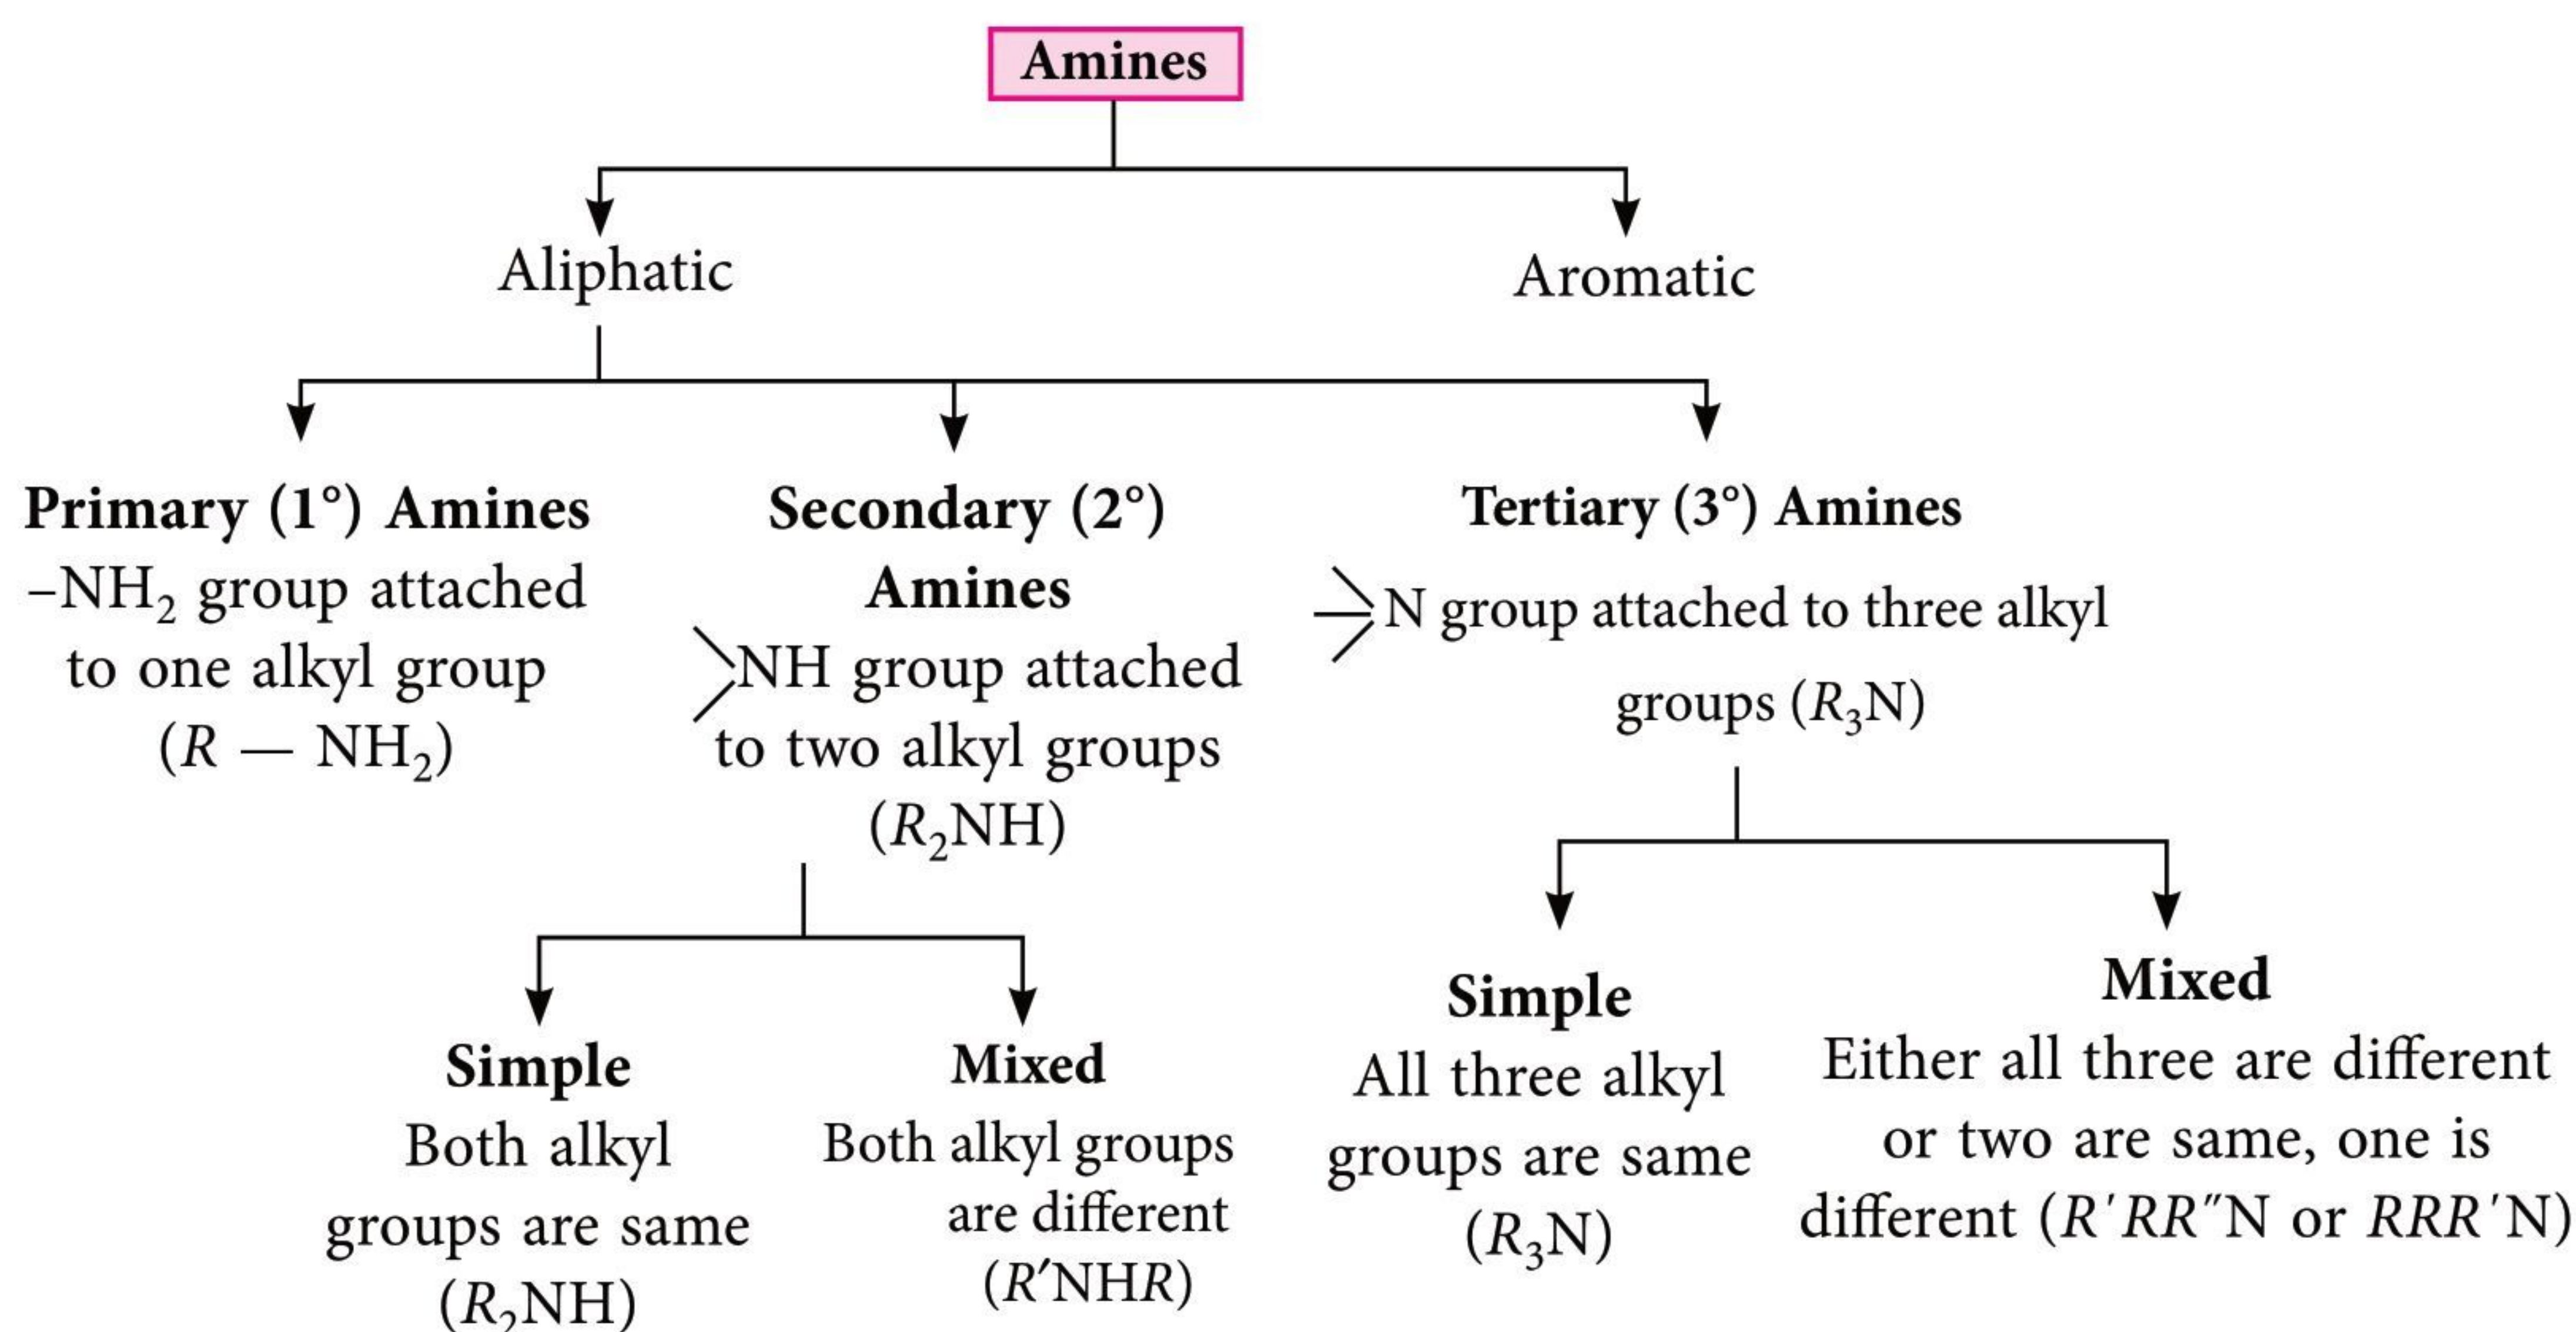 Amines
Aliphatic
Aromatic
Primary (1°) Amines
–NH₂ group attached
to one alkyl group
(R — NH₂)
Secondary (2°)
Amines
NH group attached
to two alkyl groups
(R₂NH)
Tertiary (3°) Amines
N group attached to three alkyl
groups (R₃N)
Simple
Both alkyl
groups are same
(R₂NH)
Mixed
Both alkyl groups
are different
(R′NHR)
Simple
All three alkyl
groups are same
(R₃N)
Mixed
Either all three are different
or two are same, one is
different (R′RR″N or RRR′N)